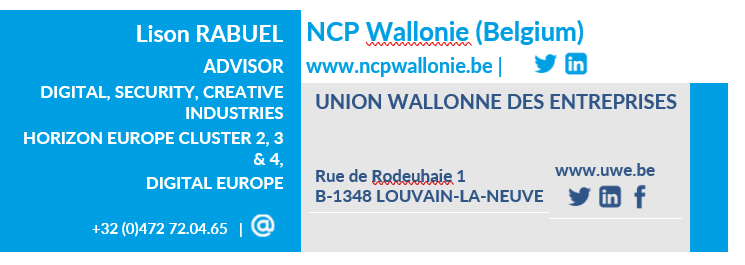 Lison RABUEL
ADVISOR
DIGITAL, SECURITY, CREATIVE
INDUSTRIES
HORIZON EUROPE CLUSTER 2, 3
& 4,
DIGITAL EUROPE
+32 (0)472 72.04.65 | @
NCP Wallonie (Belgium)
www.ncpwallonie.be |
UNION WALLONNE DES ENTREPRISES
Rue de Rodeuhaie 1
B-1348 LOUVAIN-LA-NEUVE
www.uwe.be